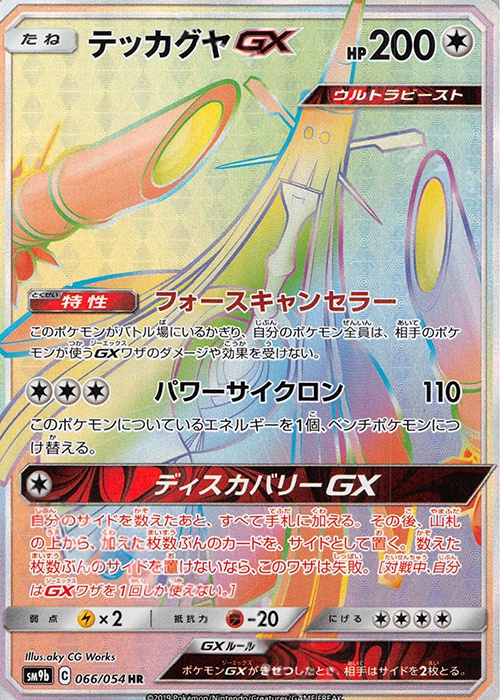 たね テッカグヤGX HP200
ウルトラビースト
とくせい
特性 フォースキャンセラー
このポケモンがバトル場にいるかぎり、自分のポケモン全員は、相手のポケ
モンが使うGXワザのダメージや効果を受けない。
パワーサイクロン 110
このポケモンについているエネルギーを1個、ベンチポケモンにつ
け替える。
ディスカバリーGX
自分のサイドを数えたあと、すべて手札に加える。その後、山札
の上から、加えた枚数ぶんのカードを、サイドとして置く。数えた
枚数ぶんのサイドを置けないなら、このワザは失敗。[対戦中、自分
はGXワザを1回しか使えない。]
弱点 ×2 抵抗力 -20 にげる
Illus.aky CG Works
GXルール
ポケモンGXがきぜつしたとき、相手はサイドを2枚とる。
sm9b C 066/054 HR
©2019 Pokémon/Nintendo/Creatures/GAME FREAK